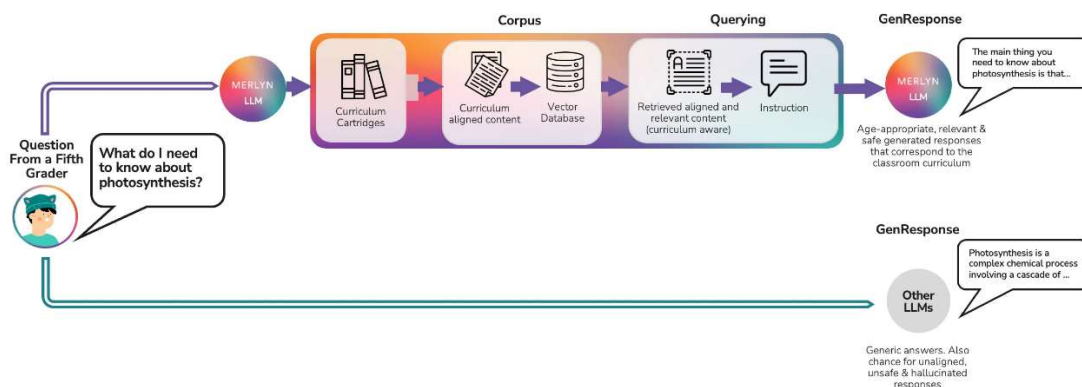 Corpus
Querying
GenResponse
MERLYN
LLM
Curriculum
Cartridges
Curriculum
aligned content
Vector
Database
A
Retrieved aligned and
relevant content
(curriculum aware)
Instruction
MERLYN
LLM
The main thing you
need to know about
photosynthesis is that...
Age-appropriate, relevant &
safe generated responses
that correspond to the
classroom curriculum
Question
From a Fifth
Grader
What do I need
to know about
photosynthesis?
GenResponse
Photosynthesis is a
complex chemical process
involving a cascade of ...
Other
LLMs
Generic answers. Also
chance for unaligned,
unsafe & hallucinated
responses